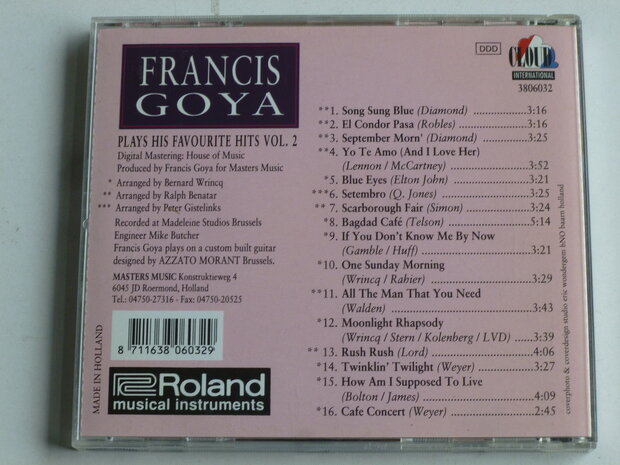 FRANCIS
GOYA
PLAYS HIS FAVOURITE HITS VOL. 2
Digital Mastering: House of Music
Produced by Francis Goya for Masters Music
* Arranged by Bernard Wrincq
** Arranged by Ralph Benatar
*** Arranged by Peter Gistelinks
Recorded at Madeleine Studios Brussels
Engineer Mike Butcher
Francis Goya plays on a custom built guitar
designed by AZZATO MORANT Brussels.
MASTERS MUSIC Konstruktieweg 4
6045 JD Roermond, Holland
Tel.: 04750-27316 - Fax: 04750-20525
MADE IN HOLLAND
8 711638 060329
Roland
musical instruments
DDD
CLOUD
INTERNATIONAL
3806032
**1. Song Sung Blue (Diamond) ....................3:16
**2. El Condor Pasa (Robles) ........................3:16
**3. September Morn' (Diamond) ...............3:25
**4. Yo Te Amo (And I Love Her)
(Lennon / McCartney) ............................3:52
*5. Blue Eyes (Elton John) ...........................3:21
***6. Setembro (Q. Jones) ..............................3:25
**7. Scarborough Fair (Simon) ....................3:24
*8. Bagdad Café (Telson) ............................5:14
*9. If You Don't Know Me By Now
(Gamble / Huff) ....................................3:21
*10. One Sunday Morning
(Wrincq / Rahier) ..................................3:29
**11. All The Man That You Need
(Walden) ..............................................3:43
*12. Moonlight Rhapsody
(Wrincq / Stern / Kolenberg / LVD) ......3:39
**13. Rush Rush (Lord) .................................4:06
*14. Twinklin' Twilight (Weyer) ..................3:27
*15. How Am I Supposed To Live
(Bolton / James) ...................................4:09
*16. Cafe Concert (Weyer) ...........................2:45
coverphoto & coverdesign studio eric wondergem bNO baarn holland